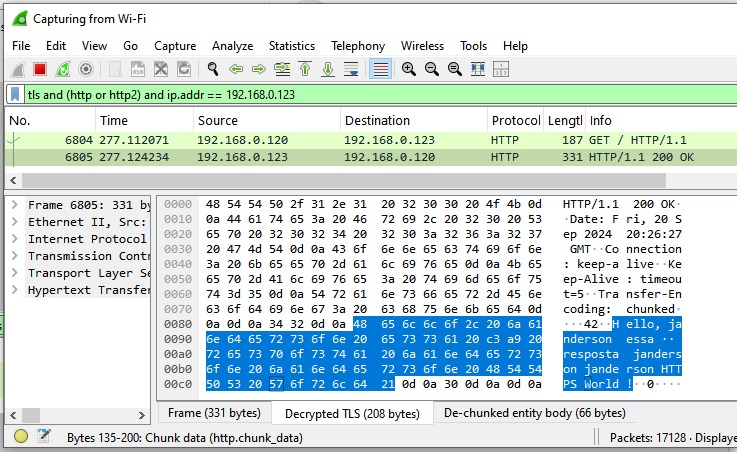 Capturing from Wi-Fi
File Edit View Go Capture Analyze Statistics Telephony Wireless Tools Help
tls and (http or http2) and ip.addr == 192.168.0.123
No. Time Source Destination Protocol Lengtl Info
6804 277.112071 192.168.0.120 192.168.0.123 HTTP 187 GET / HTTP/1.1
6805 277.124234 192.168.0.123 192.168.0.120 HTTP 331 HTTP/1.1 200 OK
Frame 6805: 331 by
Ethernet II, Src:
Internet Protocol
Transmission Contr
Transport Layer Se
Hypertext Transfer
0000 48 54 54 50 2f 31 2e 31 20 32 30 30 20 4f 4b 0d HTTP/1.1 200 OK·
0010 0a 44 61 74 65 3a 20 46 72 69 2c 20 32 30 20 53 ·Date: F ri, 20 S
0020 65 70 20 32 30 32 34 20 32 30 3a 32 36 3a 32 37 ep 2024 20:26:27
0030 20 47 4d 54 0d 0a 43 6f 6e 6e 65 63 74 69 6f 6e GMT··Co nnection
0040 3a 20 6b 65 65 70 2d 61 6c 69 76 65 0d 0a 4b 65 : keep-a live··Ke
0050 65 70 2d 41 6c 69 76 65 3a 20 74 69 6d 65 6f 75 ep-Alive : timeou
0060 74 3d 35 0d 0a 54 72 61 6e 73 66 65 72 2d 45 6e t=5··Tra nsfer-En
0070 63 6f 64 69 6e 67 3a 20 63 68 75 6e 6b 65 64 0d coding: chunked·
0080 0a 0d 0a 34 32 0d 0a 48 65 6c 6c 6f 2c 20 6a 61 ···42··H ello, ja
0090 6e 64 65 72 73 6f 6e 20 65 73 73 61 20 c3 a9 20 nderson essa ··
00a0 72 65 73 70 6f 73 74 61 20 6a 61 6e 64 65 72 73 resposta janders
00b0 6f 6e 20 6a 61 6e 64 65 72 73 6f 6e 20 48 54 54 on jande rson HTT
00c0 50 53 20 57 6f 72 6c 64 21 0d 0a 30 0d 0a 0d 0a PS World !··0····
Frame (331 bytes) Decrypted TLS (208 bytes) De-chunked entity body (66 bytes)
Bytes 135-200: Chunk data (http.chunk_data) Packets: 17128 · Displaye